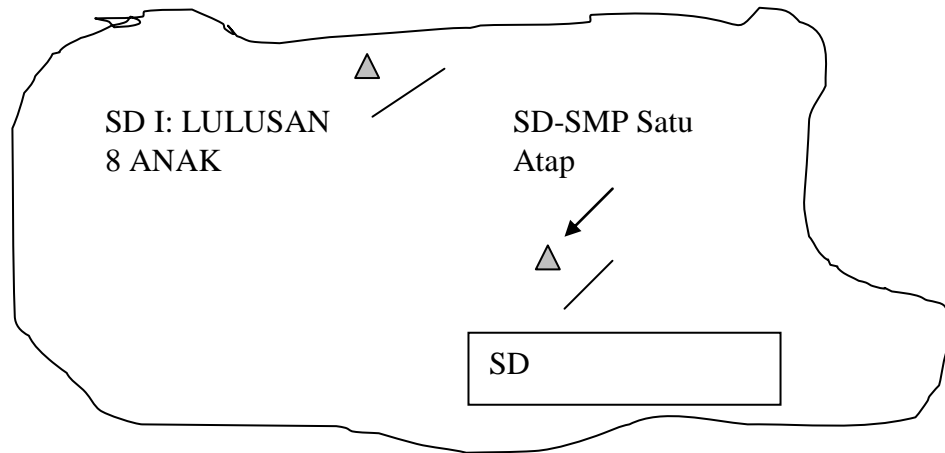 SD I: LULUSAN
8 ANAK
SD-SMP Satu
Atap
SD